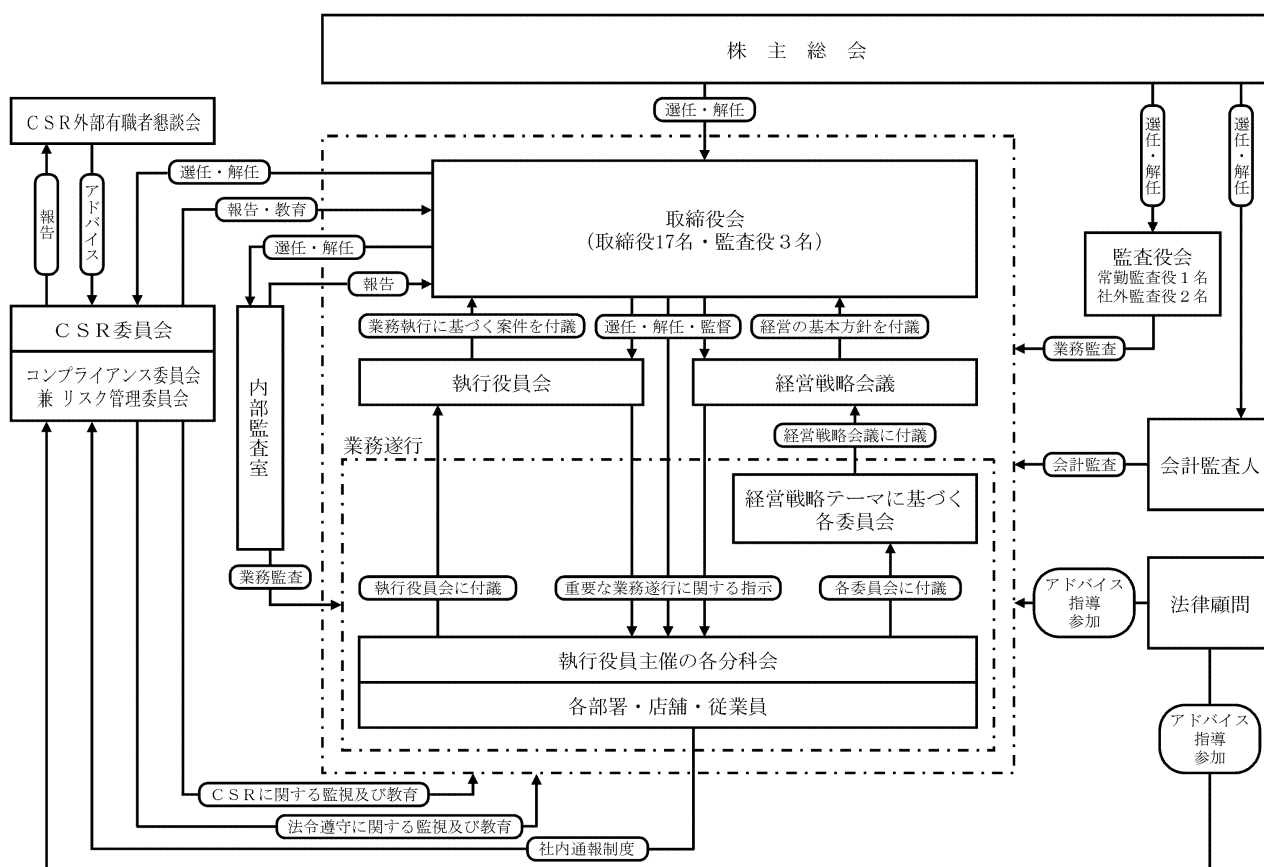 株主総会
選任・解任
選任・解任
選任・解任
CSR外部有職者懇談会
報告
アドバイス
選任・解任
報告・教育
選任・解任
報告
取締役会
(取締役17名・監査役3名)
監査役会
常勤監査役1名
社外監査役2名
業務監査
CSR委員会
コンプライアンス委員会
兼 リスク管理委員会
内部監査室
業務執行に基づく案件を付議
選任・解任・監督
経営の基本方針を付議
執行役員会
経営戦略会議
経営戦略会議に付議
業務遂行
会計監査
会計監査人
経営戦略テーマに基づく
各委員会
業務監査
執行役員会に付議
重要な業務遂行に関する指示
各委員会に付議
アドバイス
指導
参加
法律顧問
執行役員主催の各分科会
各部署・店舗・従業員
アドバイス
指導
参加
CSRに関する監視及び教育
法令遵守に関する監視及び教育
社内通報制度